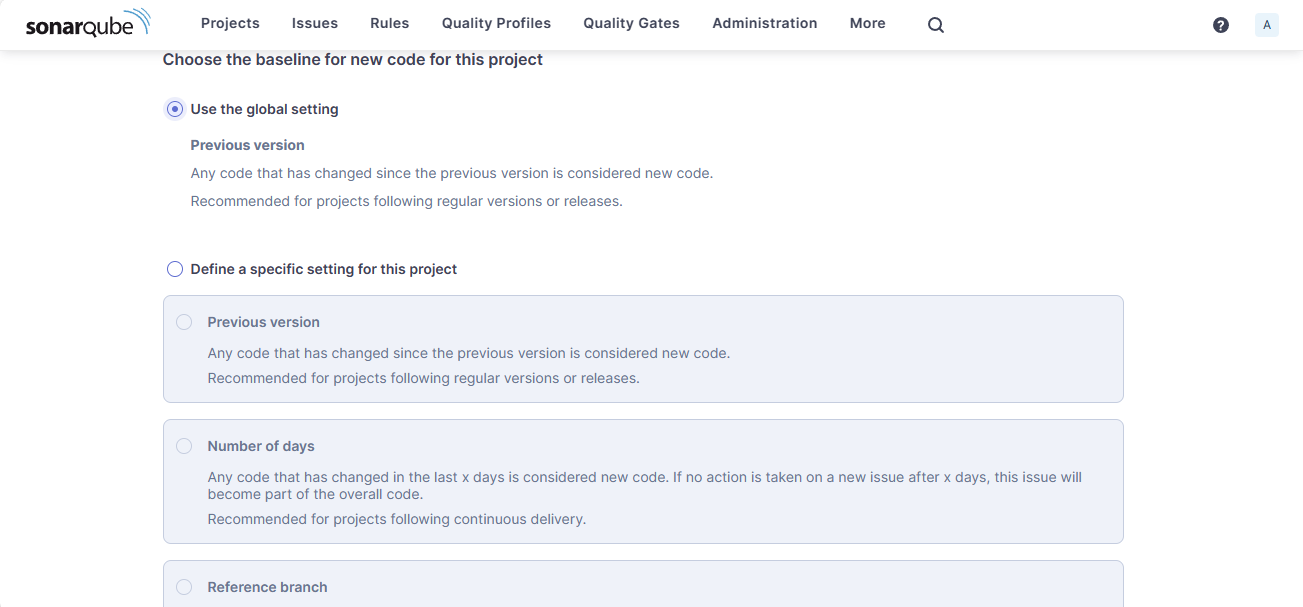 sonarqube Projects Issues Rules Quality Profiles Quality Gates Administration More ? A
Choose the baseline for new code for this project
Use the global setting
Previous version
Any code that has changed since the previous version is considered new code.
Recommended for projects following regular versions or releases.
Define a specific setting for this project
Previous version
Any code that has changed since the previous version is considered new code.
Recommended for projects following regular versions or releases.
Number of days
Any code that has changed in the last x days is considered new code. If no action is taken on a new issue after x days, this issue will
become part of the overall code.
Recommended for projects following continuous delivery.
Reference branch